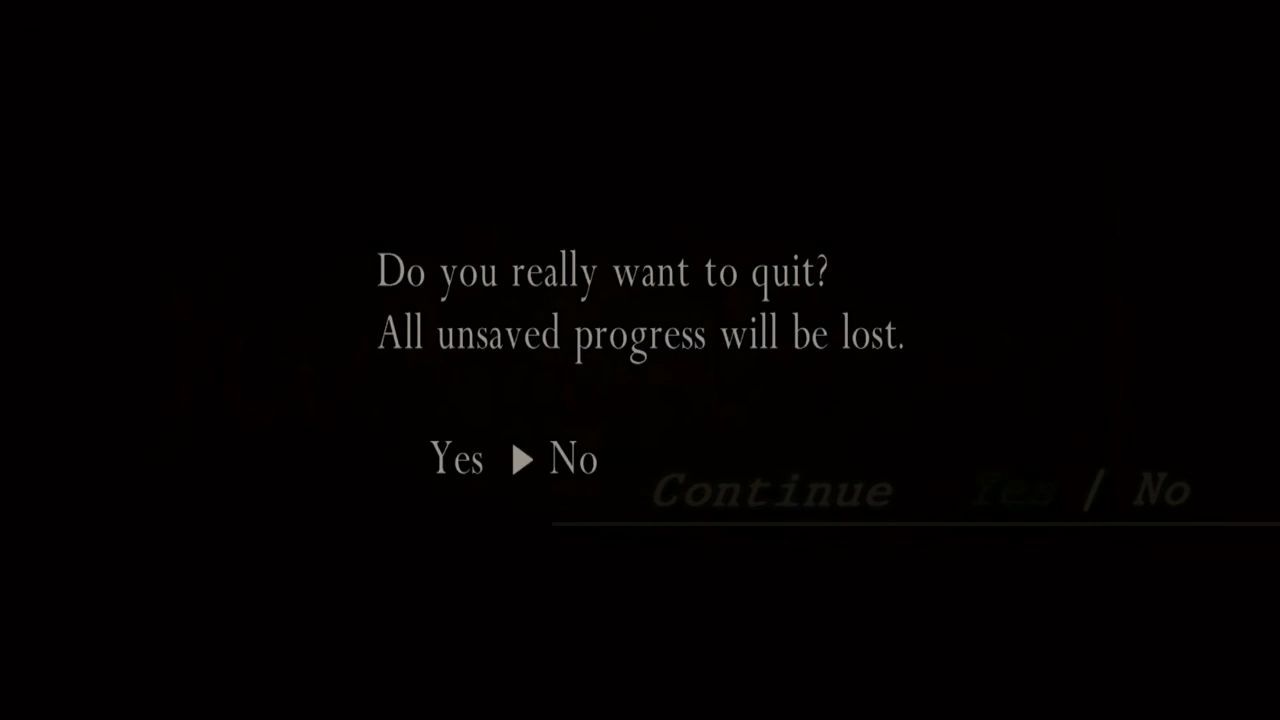 Do you really want to quit?
All unsaved progress will be lost.
Yes ▶ No
Continue Yes / No